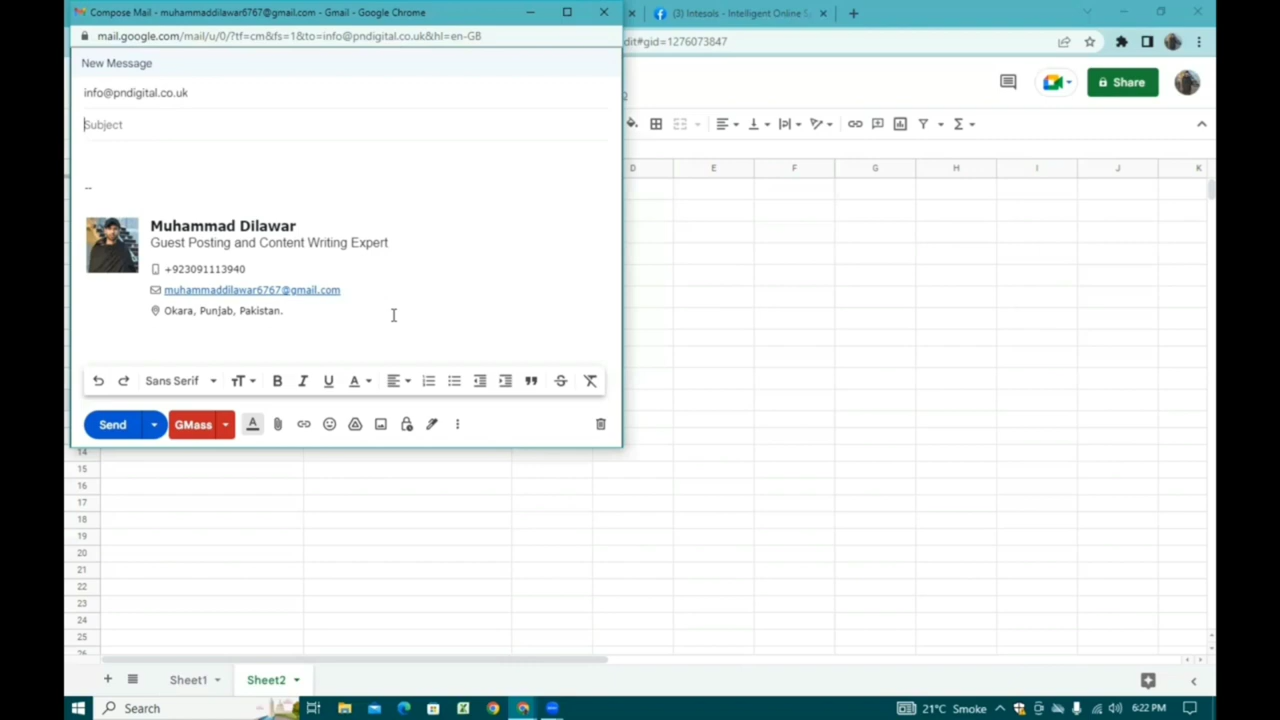 Compose Mail - muhammaddilawar6767@gmail.com - Gmail - Google Chrome
(3) Intesols - Intelligent Online S
mail.google.com/mail/u/0/?tf=cm&fs=1&to=info@pndigital.co.uk&hl=en-GB
dit#gid=1276073847
New Message
info@pndigital.co.uk
Share
Subject
D E F G H I J K
--
Muhammad Dilawar
Guest Posting and Content Writing Expert
+923091113940
muhammaddilawar6767@gmail.com
Okara, Punjab, Pakistan.
Sans Serif
Send
GMass
14
15
16
17
18
19
20
21
22
23
24
25
26
Sheet1
Sheet2
Search
21°C Smoke
6:22 PM